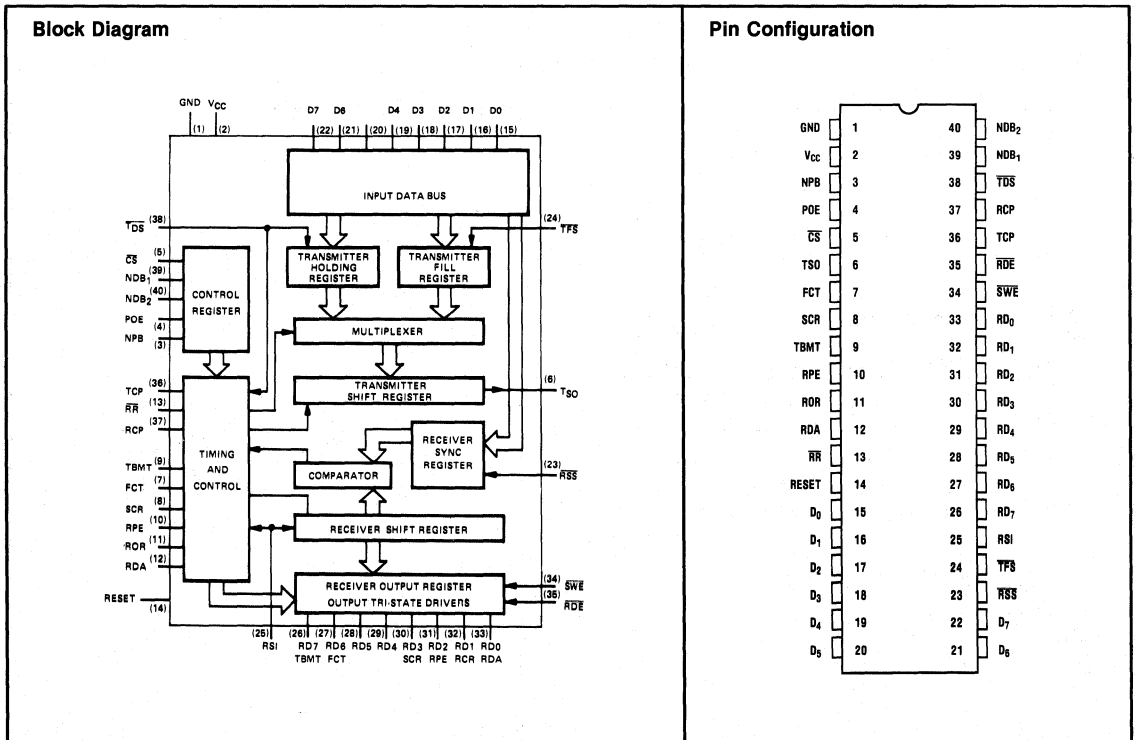 Block Diagram
GND VCC
(1) (2)
D7 D6 D4 D3 D2 D1 D0
(22) (21) (20) (19) (18) (17) (16) (15)
INPUT DATA BUS
TDS (38)
(24) TFS
TRANSMITTER HOLDING REGISTER
TRANSMITTER FILL REGISTER
CS (5)
NDB1 (39)
NDB2 (40)
POE (4)
NPB (3)
CONTROL REGISTER
MULTIPLEXER
TRANSMITTER SHIFT REGISTER
(6) TSO
TCP (36)
RR (13)
RCP (37)
TBMT (9)
FCT (7)
SCR (8)
RPE (10)
ROR (11)
RDA (12)
TIMING AND CONTROL
RECEIVER SYNC REGISTER
(23) RSS
COMPARATOR
RECEIVER SHIFT REGISTER
RECEIVER OUTPUT REGISTER
OUTPUT TRI-STATE DRIVERS
(34) SWE
(35) RDE
RESET (14)
(25) (26) (27) (28) (29) (30) (31) (32) (33)
RSI RD7 RD6 RD5 RD4 RD3 RD2 RD1 RD0
TBMT FCT SCR RPE RCR RDA
Pin Configuration
GND 1 40 NDB2
VCC 2 39 NDB1
NPB 3 38 TDS
POE 4 37 RCP
CS 5 36 TCP
TSO 6 35 RDE
FCT 7 34 SWE
SCR 8 33 RD0
TBMT 9 32 RD1
RPE 10 31 RD2
ROR 11 30 RD3
RDA 12 29 RD4
RR 13 28 RD5
RESET 14 27 RD6
D0 15 26 RD7
D1 16 25 RSI
D2 17 24 TFS
D3 18 23 RSS
D4 19 22 D7
D5 20 21 D6